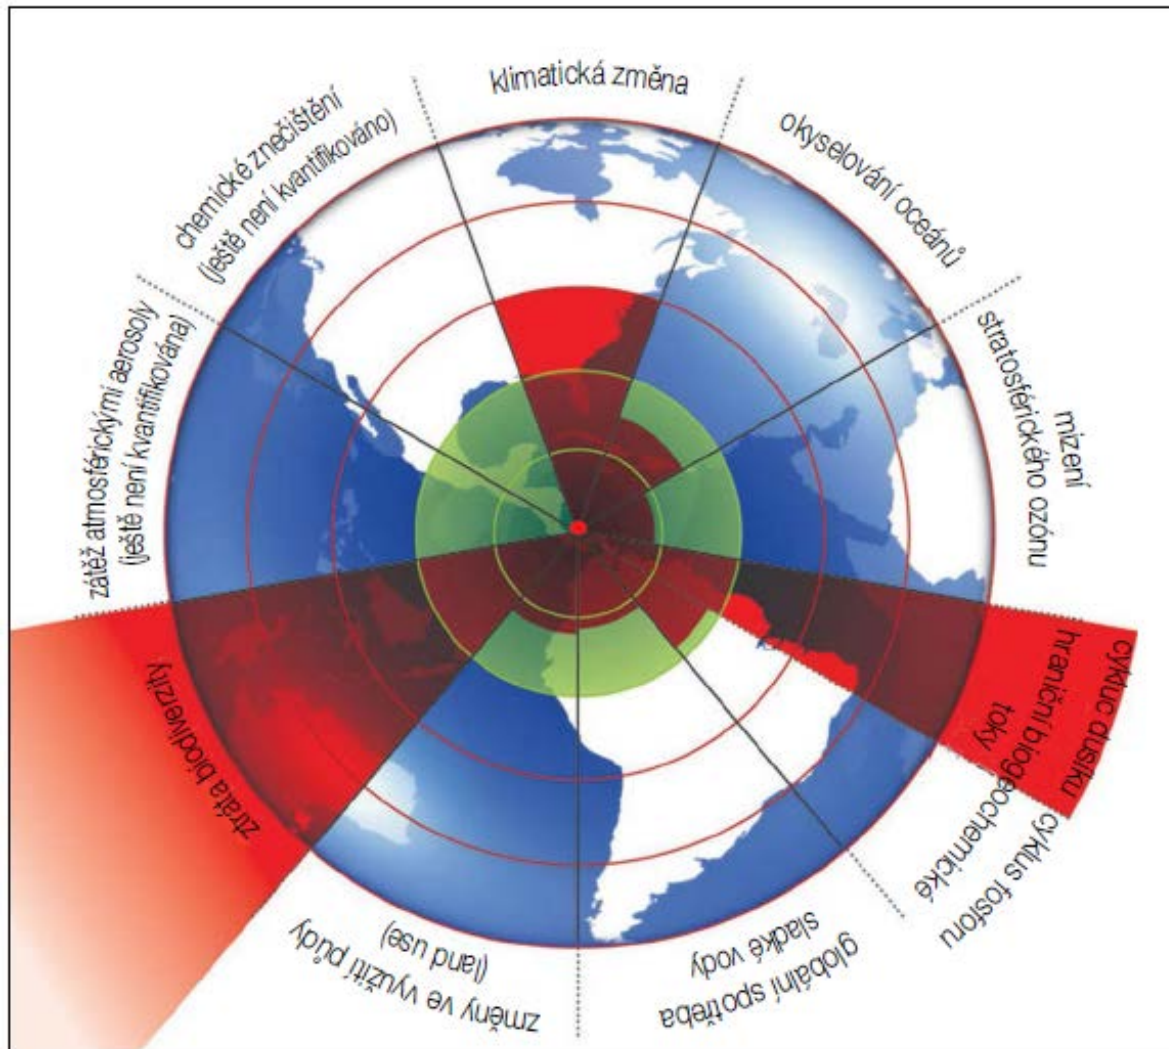 klimatická změna
okyselování oceánů
mizení
stratosférického ozónu
cykluc dusíku
hraniční biogeochemické
toky
cyklus fosforu
globální spotřeba
sladké vody
změny ve využití půdy
(land use)
ztráta biodiverzity
zátěž atmosférickými aerosoly
(ještě není kvantifikována)
chemické znečištění
(ještě není kvantifikováno)